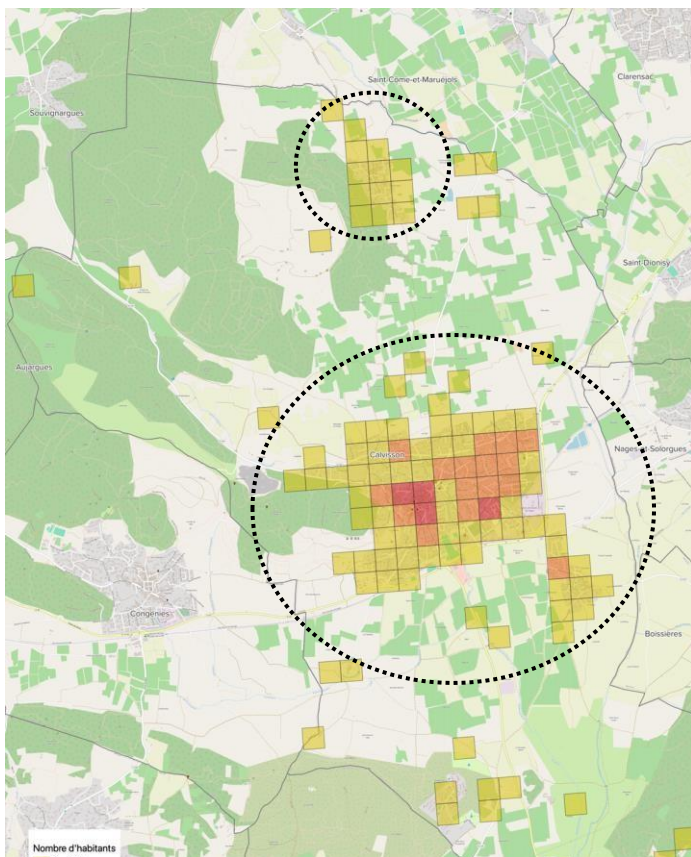 Saint-Côme-et-Maruéjols
Clarensac
Souvignargues
Saint-Dionisy
Aujargues
Calvisson
Nages-et-Solorgues
Congénies
Boissières
Nombre d'habitants